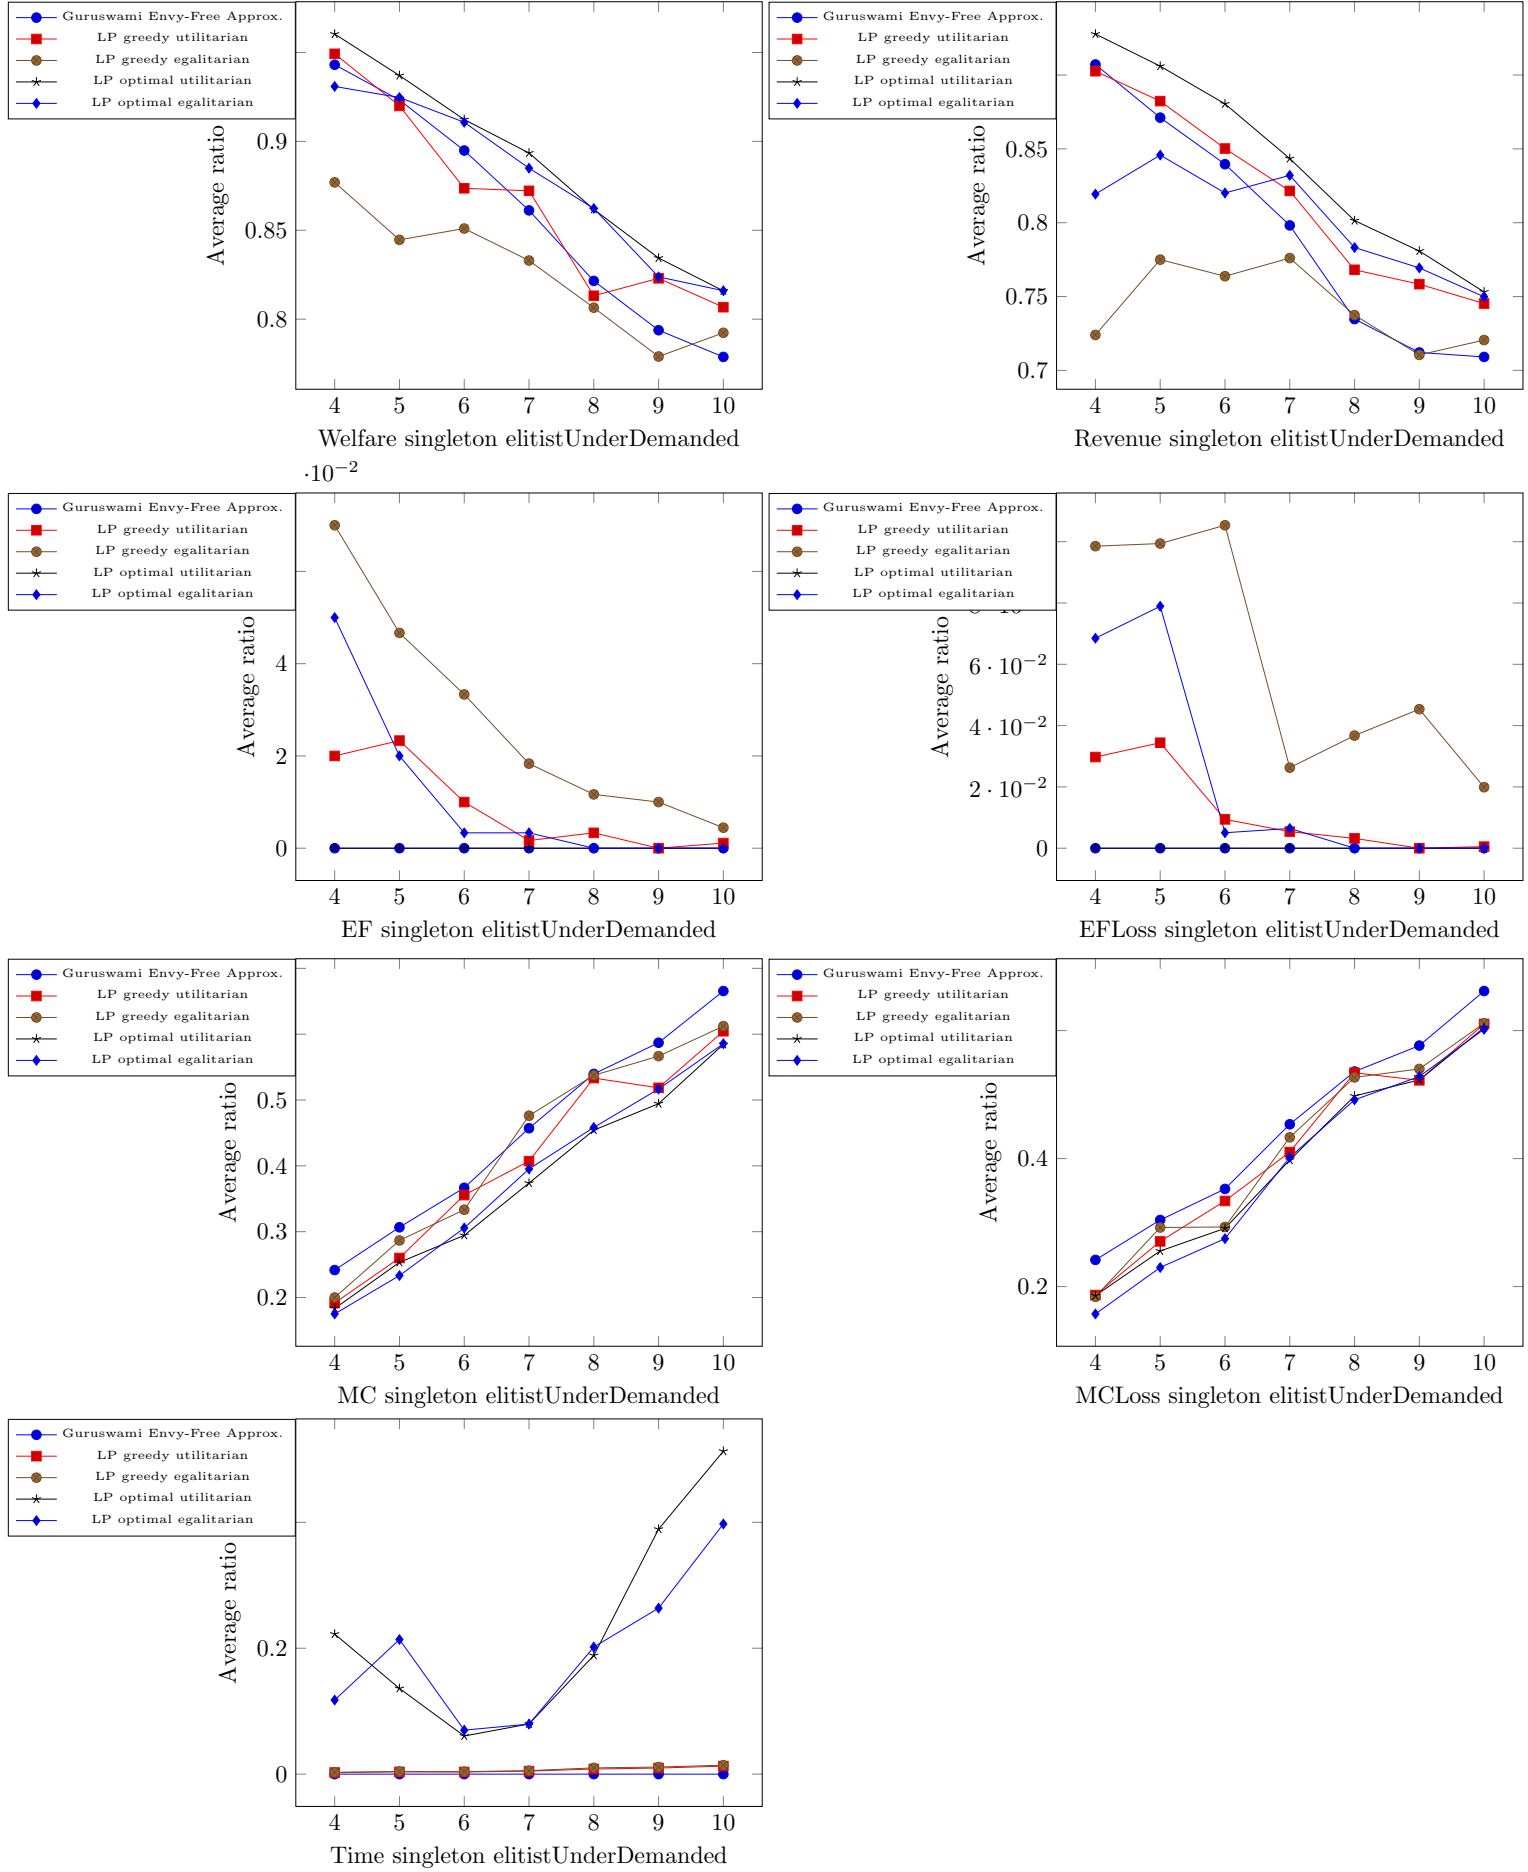 Guruswami Envy-Free Approx.
LP greedy utilitarian
LP greedy egalitarian
LP optimal utilitarian
LP optimal egalitarian
Average ratio
0.9
0.85
0.8
4 5 6 7 8 9 10
Welfare singleton elitistUnderDemanded
Guruswami Envy-Free Approx.
LP greedy utilitarian
LP greedy egalitarian
LP optimal utilitarian
LP optimal egalitarian
Average ratio
0.85
0.8
0.75
0.7
4 5 6 7 8 9 10
Revenue singleton elitistUnderDemanded
·10⁻²
Guruswami Envy-Free Approx.
LP greedy utilitarian
LP greedy egalitarian
LP optimal utilitarian
LP optimal egalitarian
Average ratio
4
2
0
4 5 6 7 8 9 10
EF singleton elitistUnderDemanded
Guruswami Envy-Free Approx.
LP greedy utilitarian
LP greedy egalitarian
LP optimal utilitarian
LP optimal egalitarian
Average ratio
6 · 10⁻²
4 · 10⁻²
2 · 10⁻²
0
4 5 6 7 8 9 10
EFLoss singleton elitistUnderDemanded
Guruswami Envy-Free Approx.
LP greedy utilitarian
LP greedy egalitarian
LP optimal utilitarian
LP optimal egalitarian
Average ratio
0.5
0.4
0.3
0.2
4 5 6 7 8 9 10
MC singleton elitistUnderDemanded
Guruswami Envy-Free Approx.
LP greedy utilitarian
LP greedy egalitarian
LP optimal utilitarian
LP optimal egalitarian
Average ratio
0.4
0.2
4 5 6 7 8 9 10
MCLoss singleton elitistUnderDemanded
Guruswami Envy-Free Approx.
LP greedy utilitarian
LP greedy egalitarian
LP optimal utilitarian
LP optimal egalitarian
Average ratio
0.2
0
4 5 6 7 8 9 10
Time singleton elitistUnderDemanded